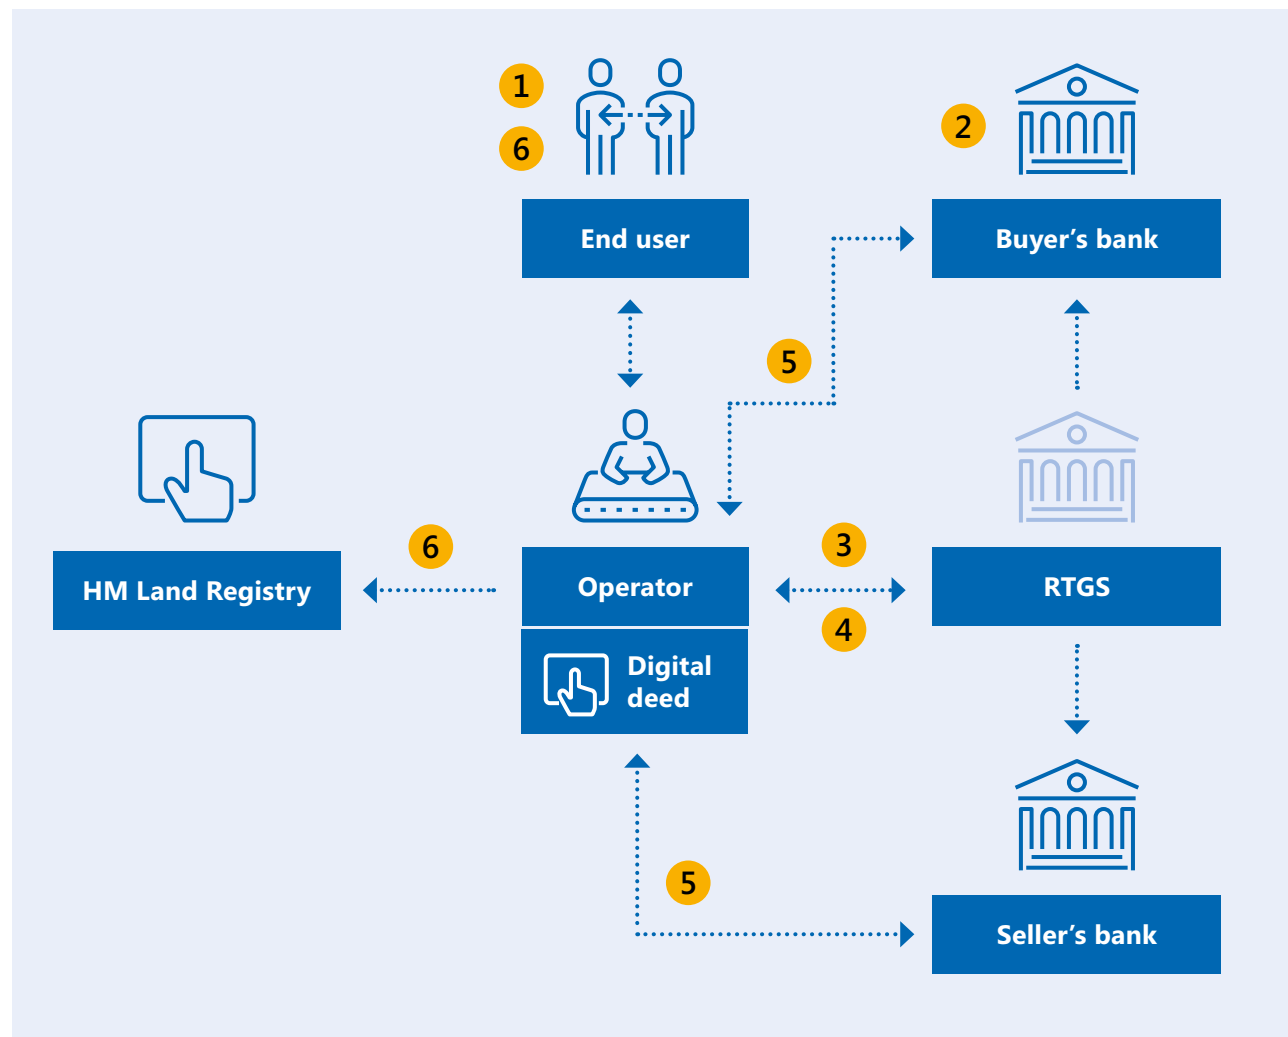 1
6
2
End user
Buyer’s bank
5
6
3
HM Land Registry
Operator
RTGS
4
Digital
deed
5
Seller’s bank